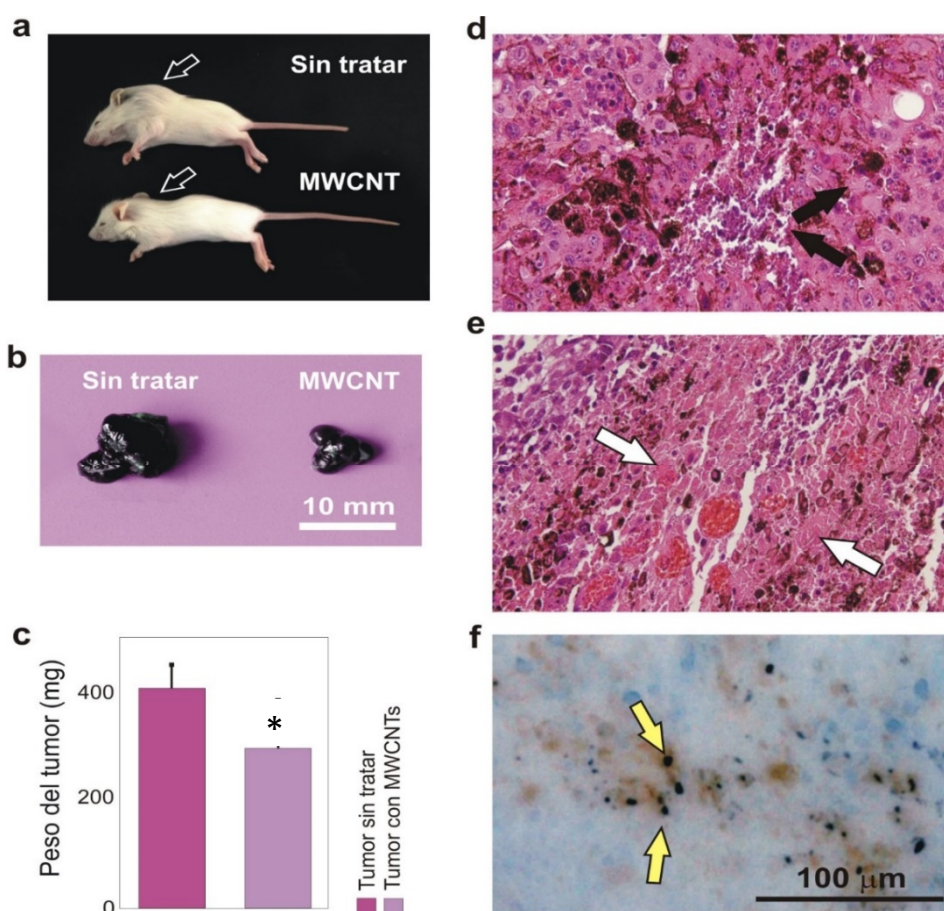 a
Sin tratar
MWCNT
b
Sin tratar
MWCNT
10 mm
c
Peso del tumor (mg)
400
200
0
*
Tumor sin tratar
Tumor con MWCNTs
d
e
f
100 μm